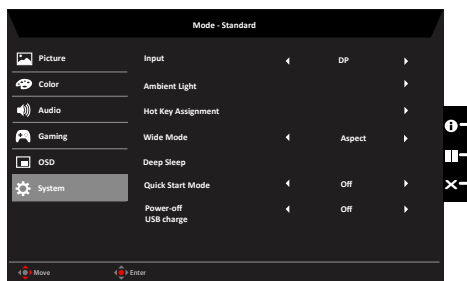 Mode - Standard
Picture
Input
DP
Color
Ambient Light
Audio
Hot Key Assignment
Gaming
Wide Mode
Aspect
OSD
Deep Sleep
System
Quick Start Mode
Off
Power-off
USB charge
Off
Move
Enter